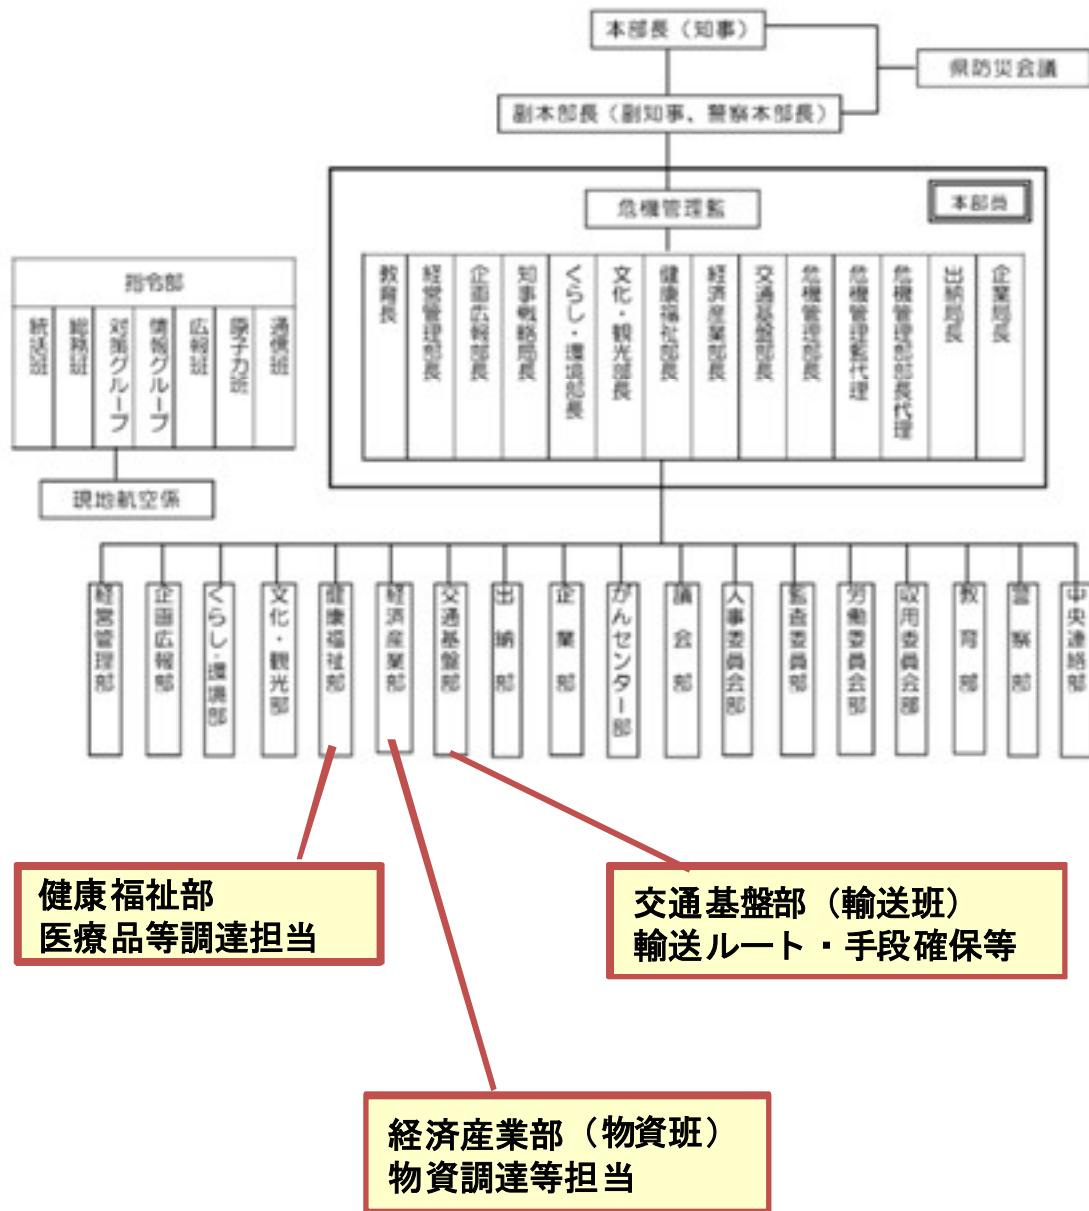 本部長（知事）
県防災会議
副本部長（副知事、警察本部長）
危機管理監
本部員
教育長
経営管理部長
企画広報部長
知事戦略局長
くらし・環境部長
文化・観光部長
健康福祉部長
経済産業部長
交通基盤部長
危機管理部長
危機管理監代理
危機管理部部長代理
出納局長
企業局長
指令部
統括班
総務班
対策グループ
情報グループ
広報班
原子力班
通信班
現地航空係
経営管理部
企画広報部
くらし・環境部
文化・観光部
健康福祉部
経済産業部
交通基盤部
出納部
企業部
がんセンター部
議会部
人事委員会部
監査委員部
労働委員会部
収用委員会部
教育部
警察部
中央連絡部
健康福祉部
医療品等調達担当
交通基盤部（輸送班）
輸送ルート・手段確保等
経済産業部（物資班）
物資調達等担当